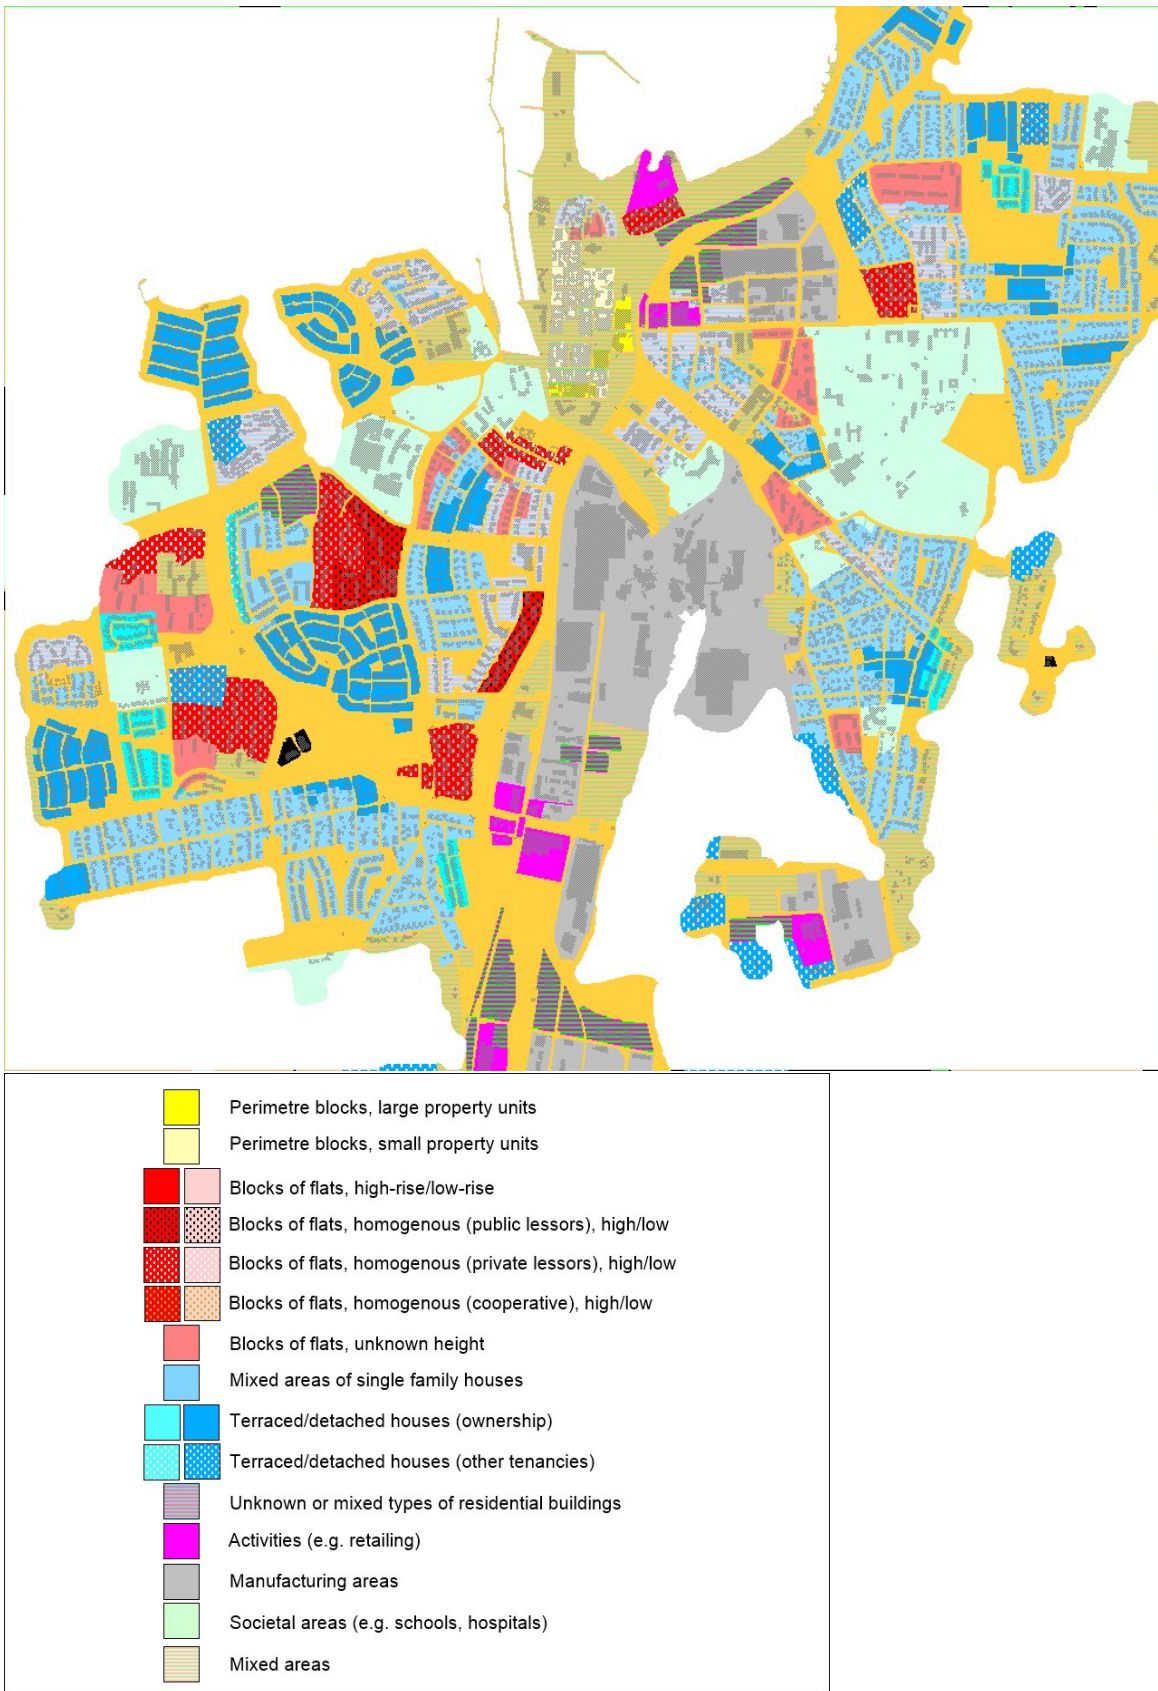 Perimetre blocks, large property units
Perimetre blocks, small property units
Blocks of flats, high-rise/low-rise
Blocks of flats, homogenous (public lessors), high/low
Blocks of flats, homogenous (private lessors), high/low
Blocks of flats, homogenous (cooperative), high/low
Blocks of flats, unknown height
Mixed areas of single family houses
Terraced/detached houses (ownership)
Terraced/detached houses (other tenancies)
Unknown or mixed types of residential buildings
Activities (e.g. retailing)
Manufacturing areas
Societal areas (e.g. schools, hospitals)
Mixed areas